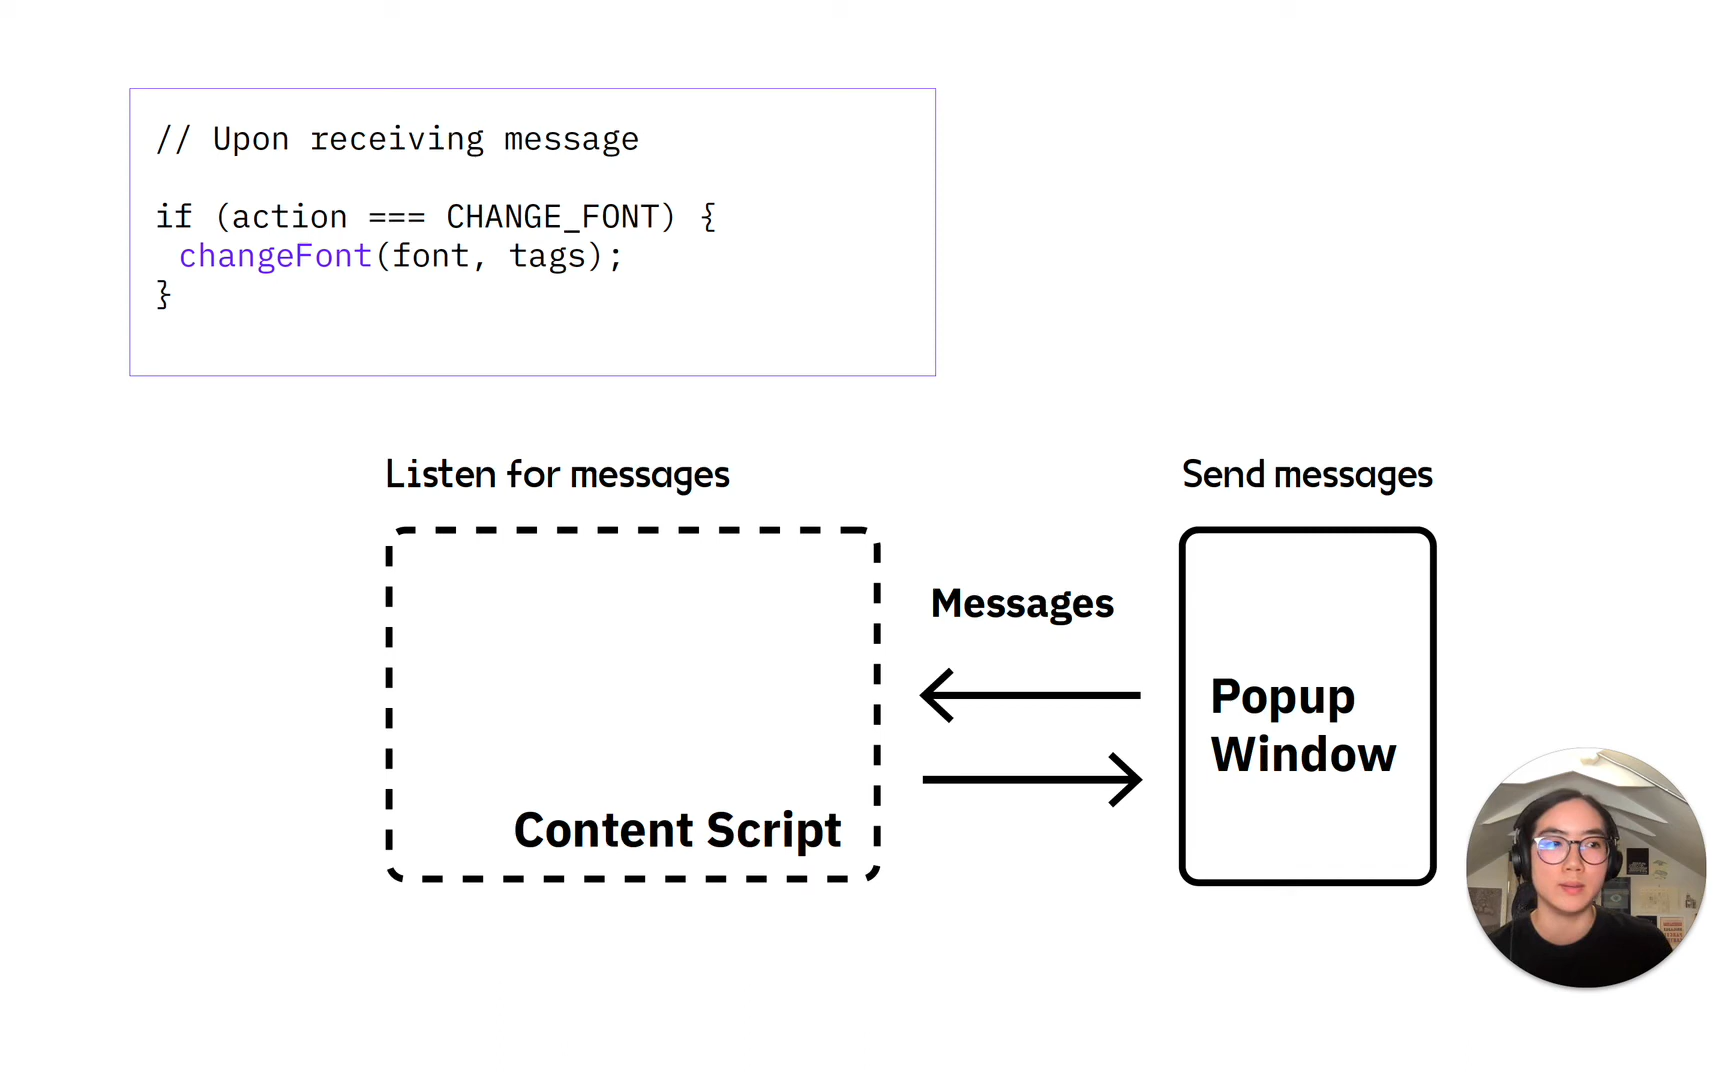 // Upon receiving message
if (action === CHANGE_FONT) {
changeFont(font, tags);
}
Listen for messages
Send messages
Messages
Popup
Window
Content Script